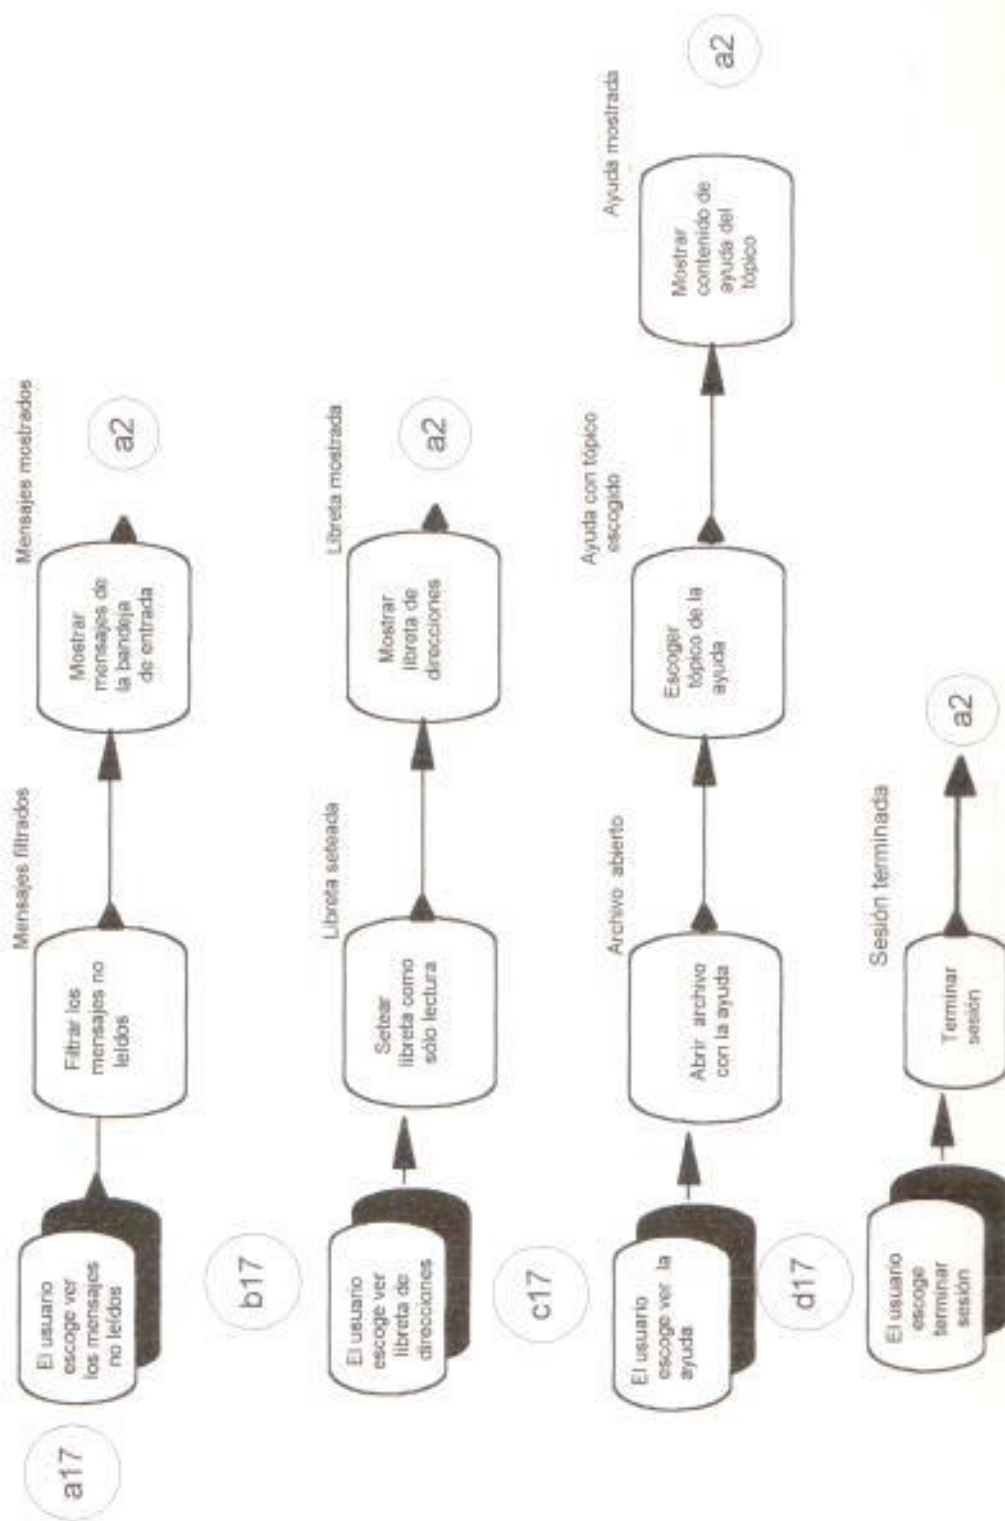 a17
El usuario
escoge ver
los mensajes
no leídos
Filtrar los
mensajes no
leídos
Mensajes filtrados
Mostrar
mensajes de
la bandeja
de entrada
Mensajes mostrados
a2
b17
El usuario
escoge ver
libreta de
direcciones
Setear
libreta como
sólo lectura
Libreta seteada
Mostrar
libreta de
direcciones
Libreta mostrada
a2
c17
El usuario
escoge ver la
ayuda
Abrir archivo
con la ayuda
Archivo abierto
Escoger
tópico de la
ayuda
Ayuda con tópico
escogido
Mostrar
contenido de
ayuda del
tópico
Ayuda mostrada
a2
d17
El usuario
escoge
terminar
sesión
Terminar
sesión
Sesión terminada
a2